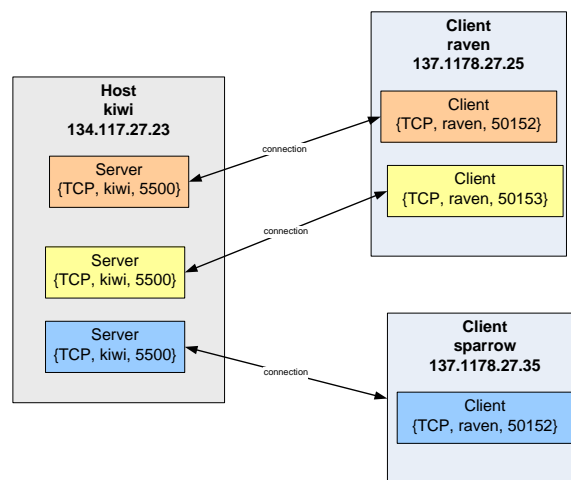 Host
kiwi
134.117.27.23
Server
{TCP, kiwi, 5500}
Server
{TCP, kiwi, 5500}
Server
{TCP, kiwi, 5500}
connection
connection
connection
Client
raven
137.1178.27.25
Client
{TCP, raven, 50152}
Client
{TCP, raven, 50153}
Client
sparrow
137.1178.27.35
Client
{TCP, raven, 50152}